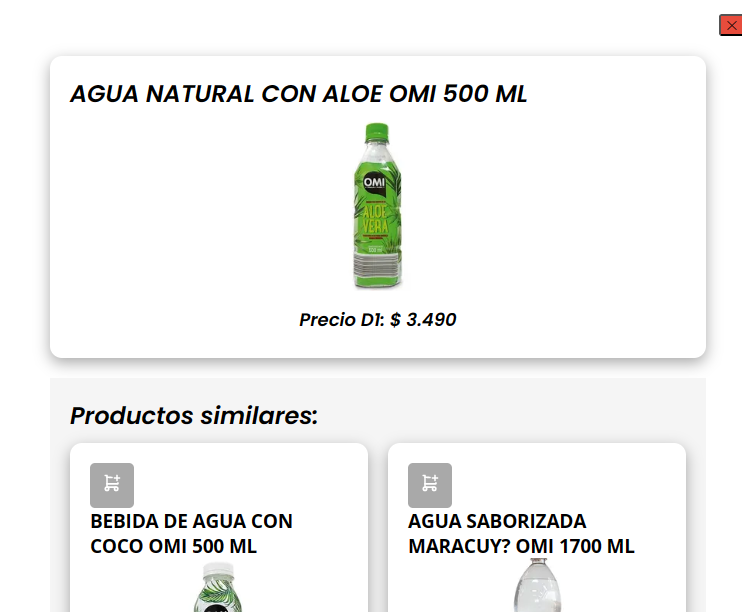 AGUA NATURAL CON ALOE OMI 500 ML
OMI
ALOE
VERA
Precio D1: $ 3.490
Productos similares:
BEBIDA DE AGUA CON
COCO OMI 500 ML
AGUA SABORIZADA
MARACUY? OMI 1700 ML
OMI